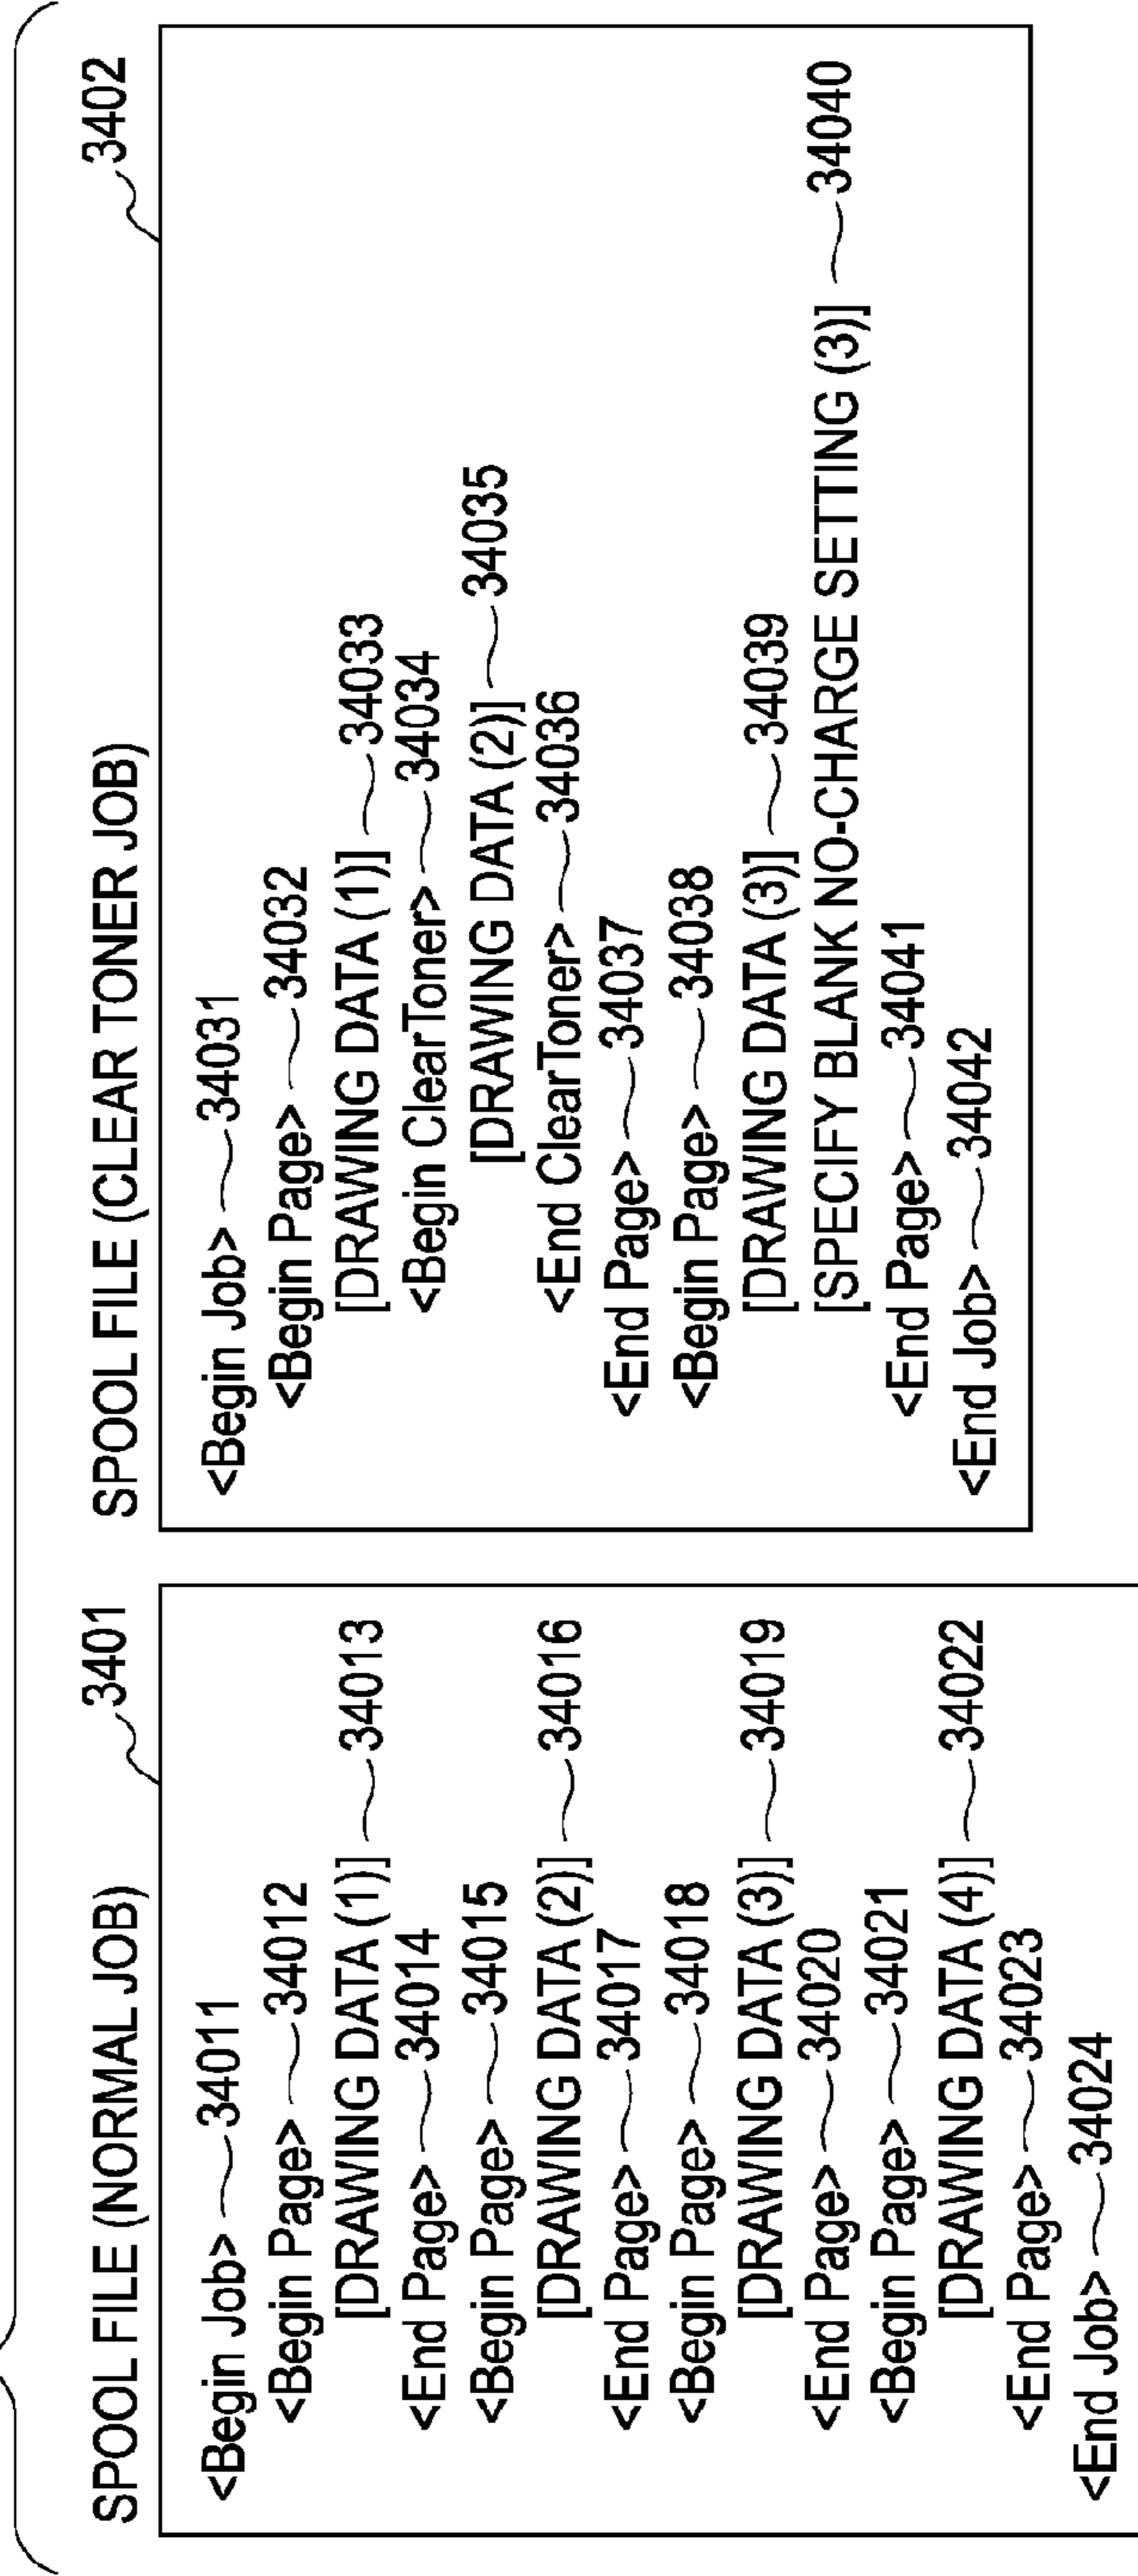 SPOOL FILE (NORMAL JOB)
3401
<Begin Job> 34011
<Begin Page> 34012
[DRAWING DATA (1)] 34013
<End Page> 34014
<Begin Page> 34015
[DRAWING DATA (2)] 34016
<End Page> 34017
<Begin Page> 34018
[DRAWING DATA (3)] 34019
<End Page> 34020
<Begin Page> 34021
[DRAWING DATA (4)] 34022
<End Page> 34023
<End Job> 34024
SPOOL FILE (CLEAR TONER JOB)
3402
<Begin Job> 34031
<Begin Page> 34032
[DRAWING DATA (1)] 34033
<Begin ClearToner> 34034
[DRAWING DATA (2)] 34035
<End ClearToner> 34036
<End Page> 34037
<Begin Page> 34038
[DRAWING DATA (3)] 34039
[SPECIFY BLANK NO-CHARGE SETTING (3)] 34040
<End Page> 34041
<End Job> 34042